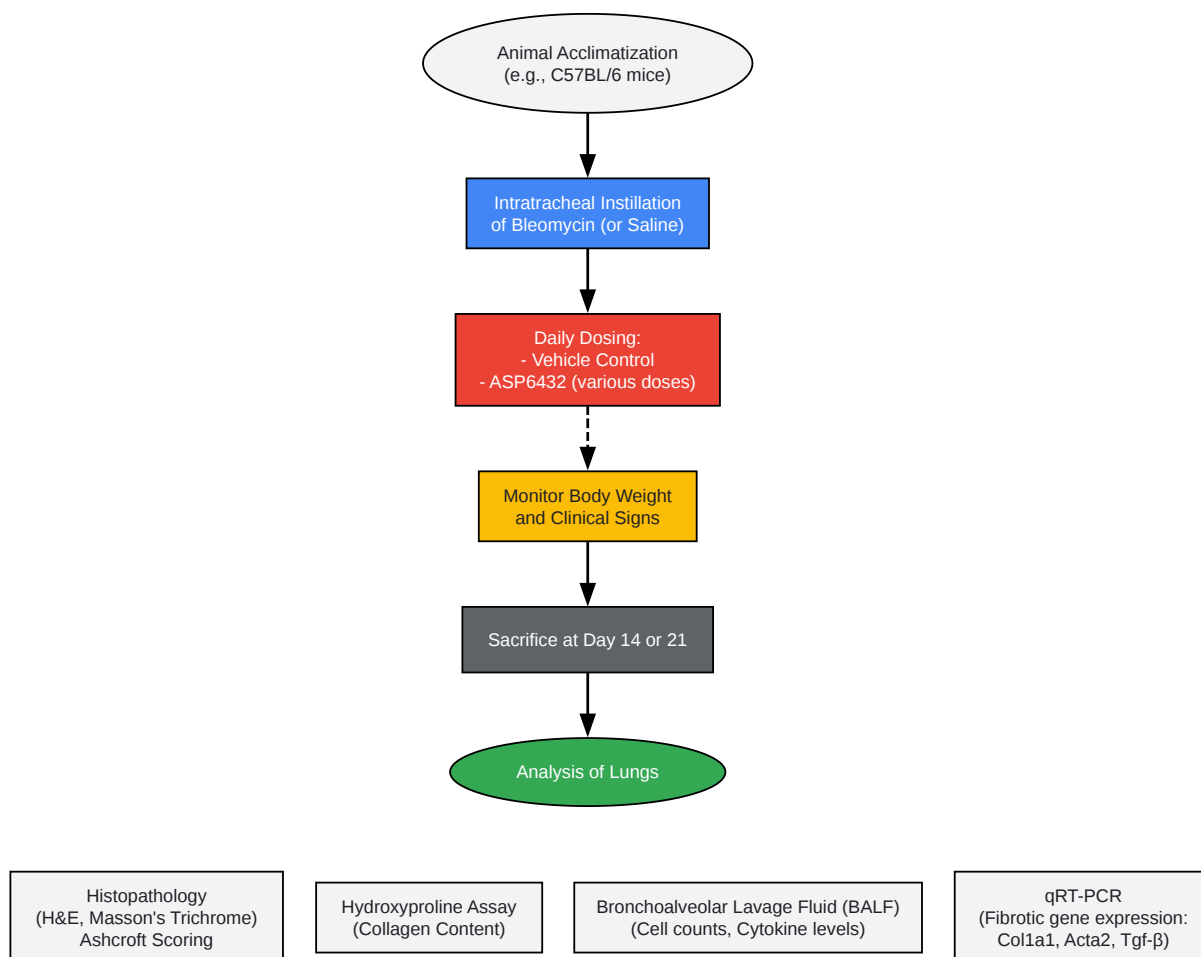 Animal Acclimatization
(e.g., C57BL/6 mice)
Intratracheal Instillation
of Bleomycin (or Saline)
Daily Dosing:
- Vehicle Control
- ASP6432 (various doses)
Monitor Body Weight
and Clinical Signs
Sacrifice at Day 14 or 21
Analysis of Lungs
Histopathology
(H&E, Masson's Trichrome)
Ashcroft Scoring
Hydroxyproline Assay
(Collagen Content)
Bronchoalveolar Lavage Fluid (BALF)
(Cell counts, Cytokine levels)
qRT-PCR
(Fibrotic gene expression:
Col1a1, Acta2, Tgf-β)